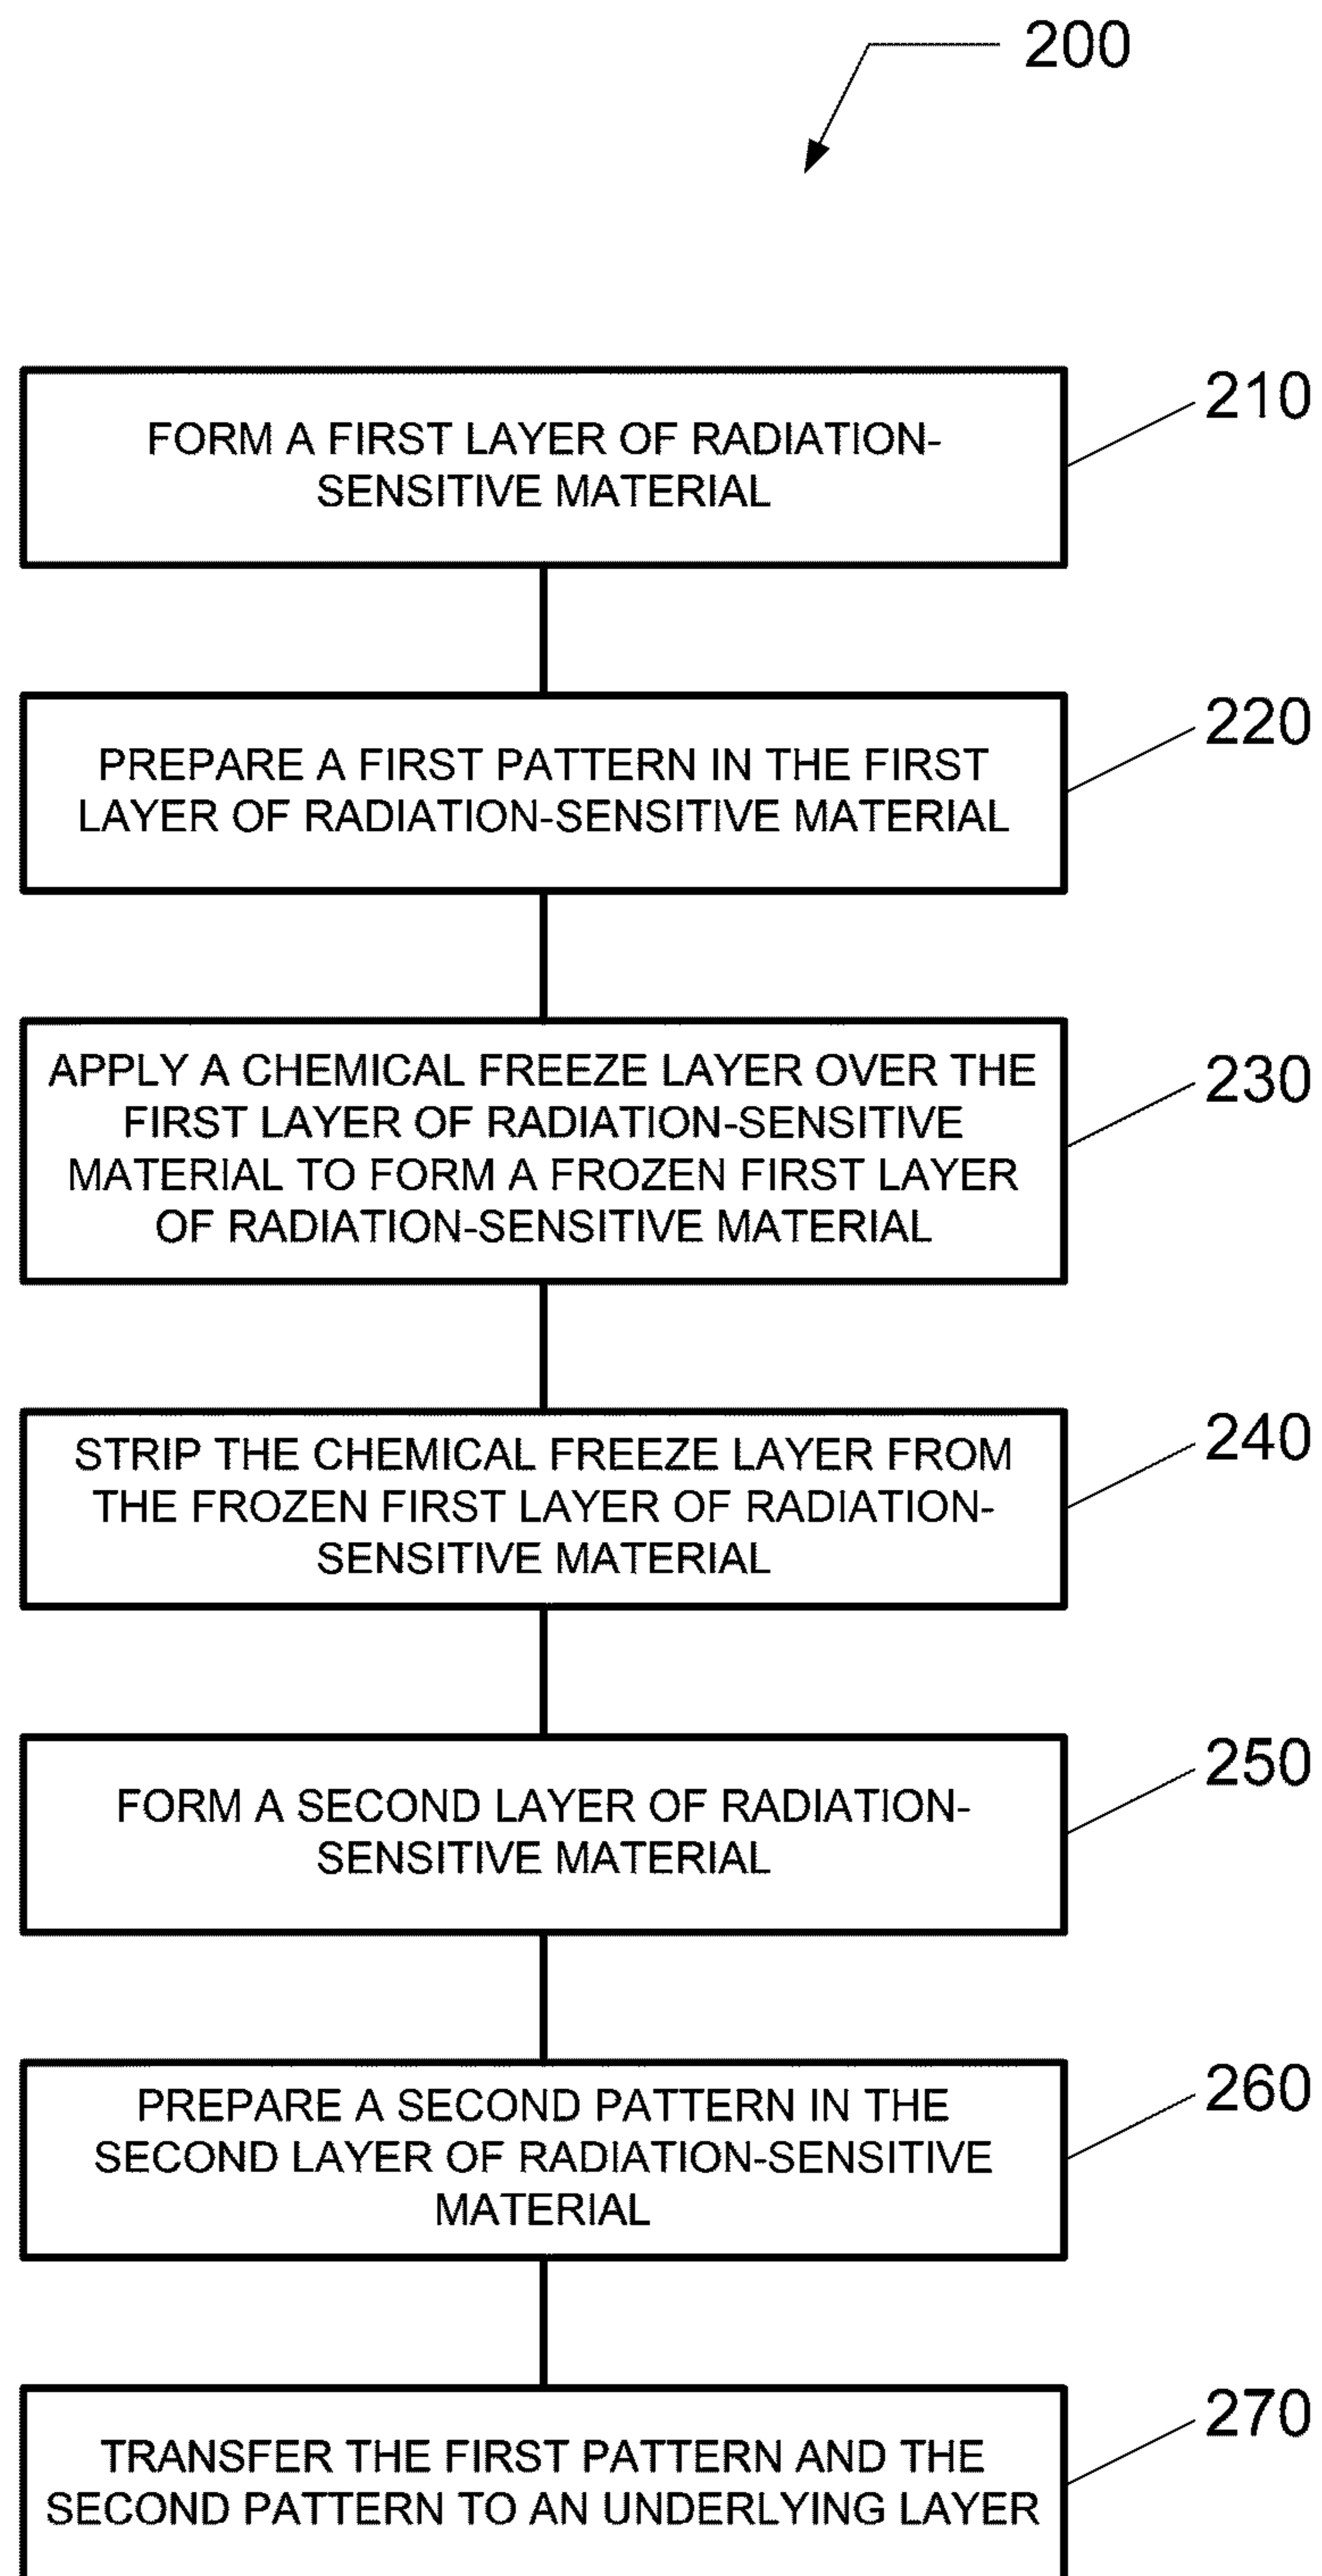 200
FORM A FIRST LAYER OF RADIATION-
SENSITIVE MATERIAL
210
PREPARE A FIRST PATTERN IN THE FIRST
LAYER OF RADIATION-SENSITIVE MATERIAL
220
APPLY A CHEMICAL FREEZE LAYER OVER THE
FIRST LAYER OF RADIATION-SENSITIVE
MATERIAL TO FORM A FROZEN FIRST LAYER
OF RADIATION-SENSITIVE MATERIAL
230
STRIP THE CHEMICAL FREEZE LAYER FROM
THE FROZEN FIRST LAYER OF RADIATION-
SENSITIVE MATERIAL
240
FORM A SECOND LAYER OF RADIATION-
SENSITIVE MATERIAL
250
PREPARE A SECOND PATTERN IN THE
SECOND LAYER OF RADIATION-SENSITIVE
MATERIAL
260
TRANSFER THE FIRST PATTERN AND THE
SECOND PATTERN TO AN UNDERLYING LAYER
270